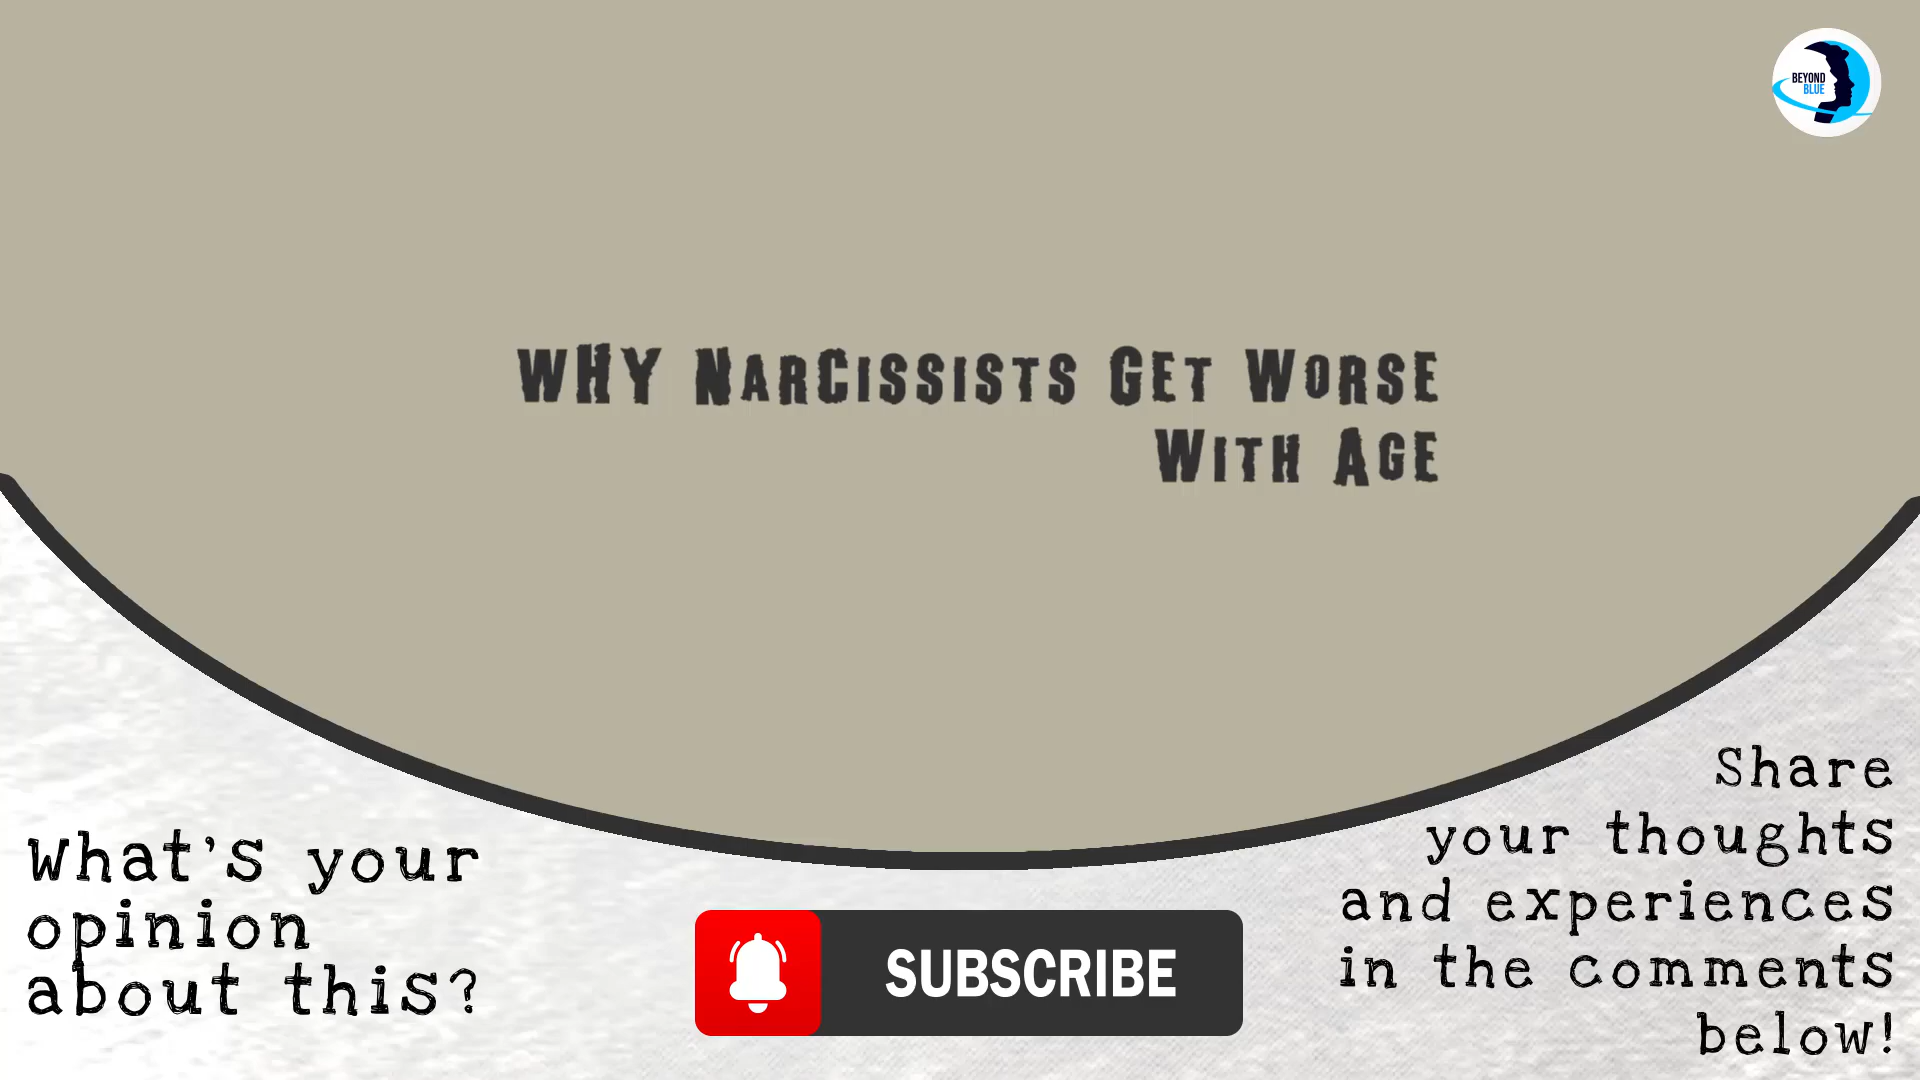 BEYOND
BLUE
WHY NARCISSISTS GET WORSE
WITH AGE
What's your
opinion
about this?
SUBSCRIBE
Share
your thoughts
and experiences
in the comments
below!